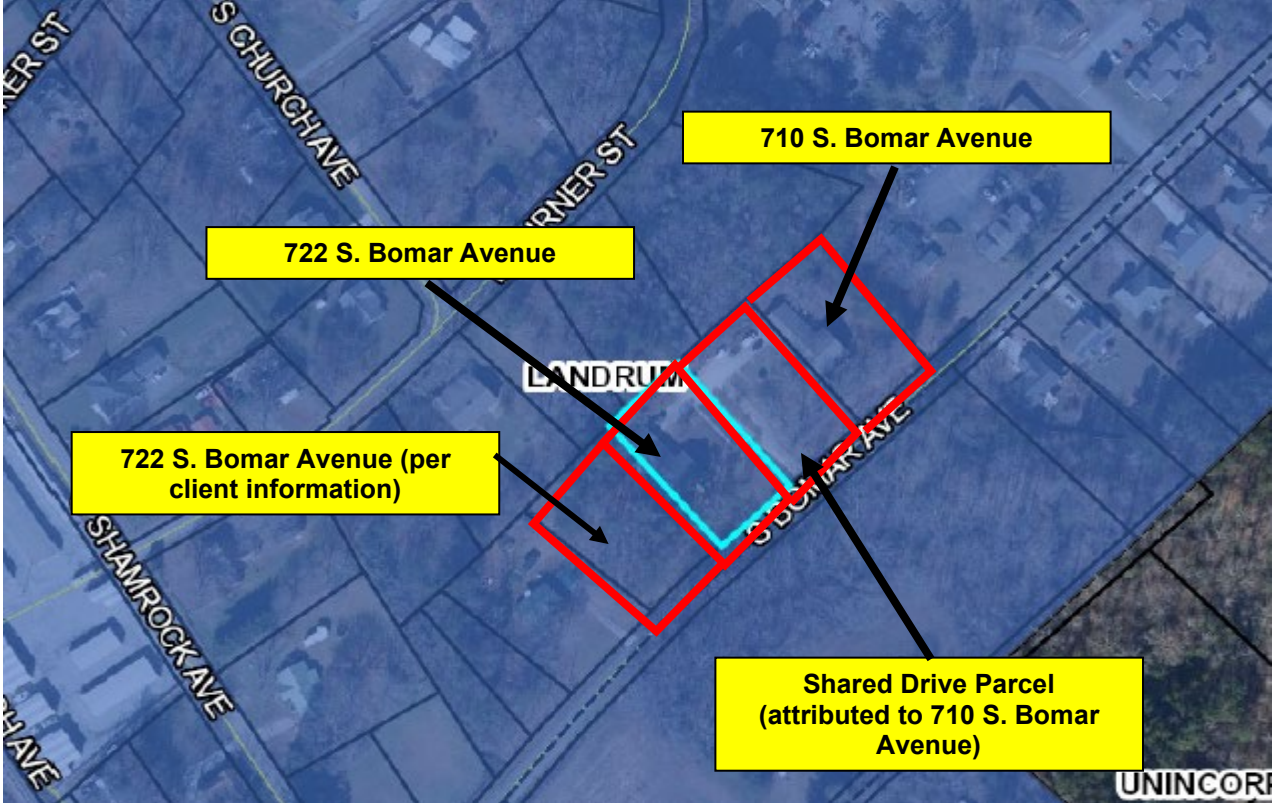 S CHURCH AVE
710 S. Bomar Avenue
722 S. Bomar Avenue
LANDRUM
722 S. Bomar Avenue (per
client information)
S BOMAR AVE
SHAMROCK AVE
Shared Drive Parcel
(attributed to 710 S. Bomar
Avenue)